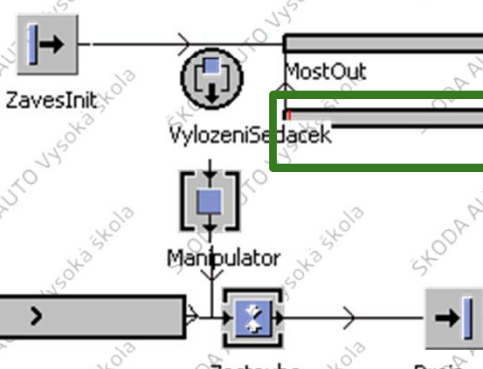 MostOut
ZavesInit
VylozeniSedacek
Manipulator
ŠKODA AUTO Vysoká škola